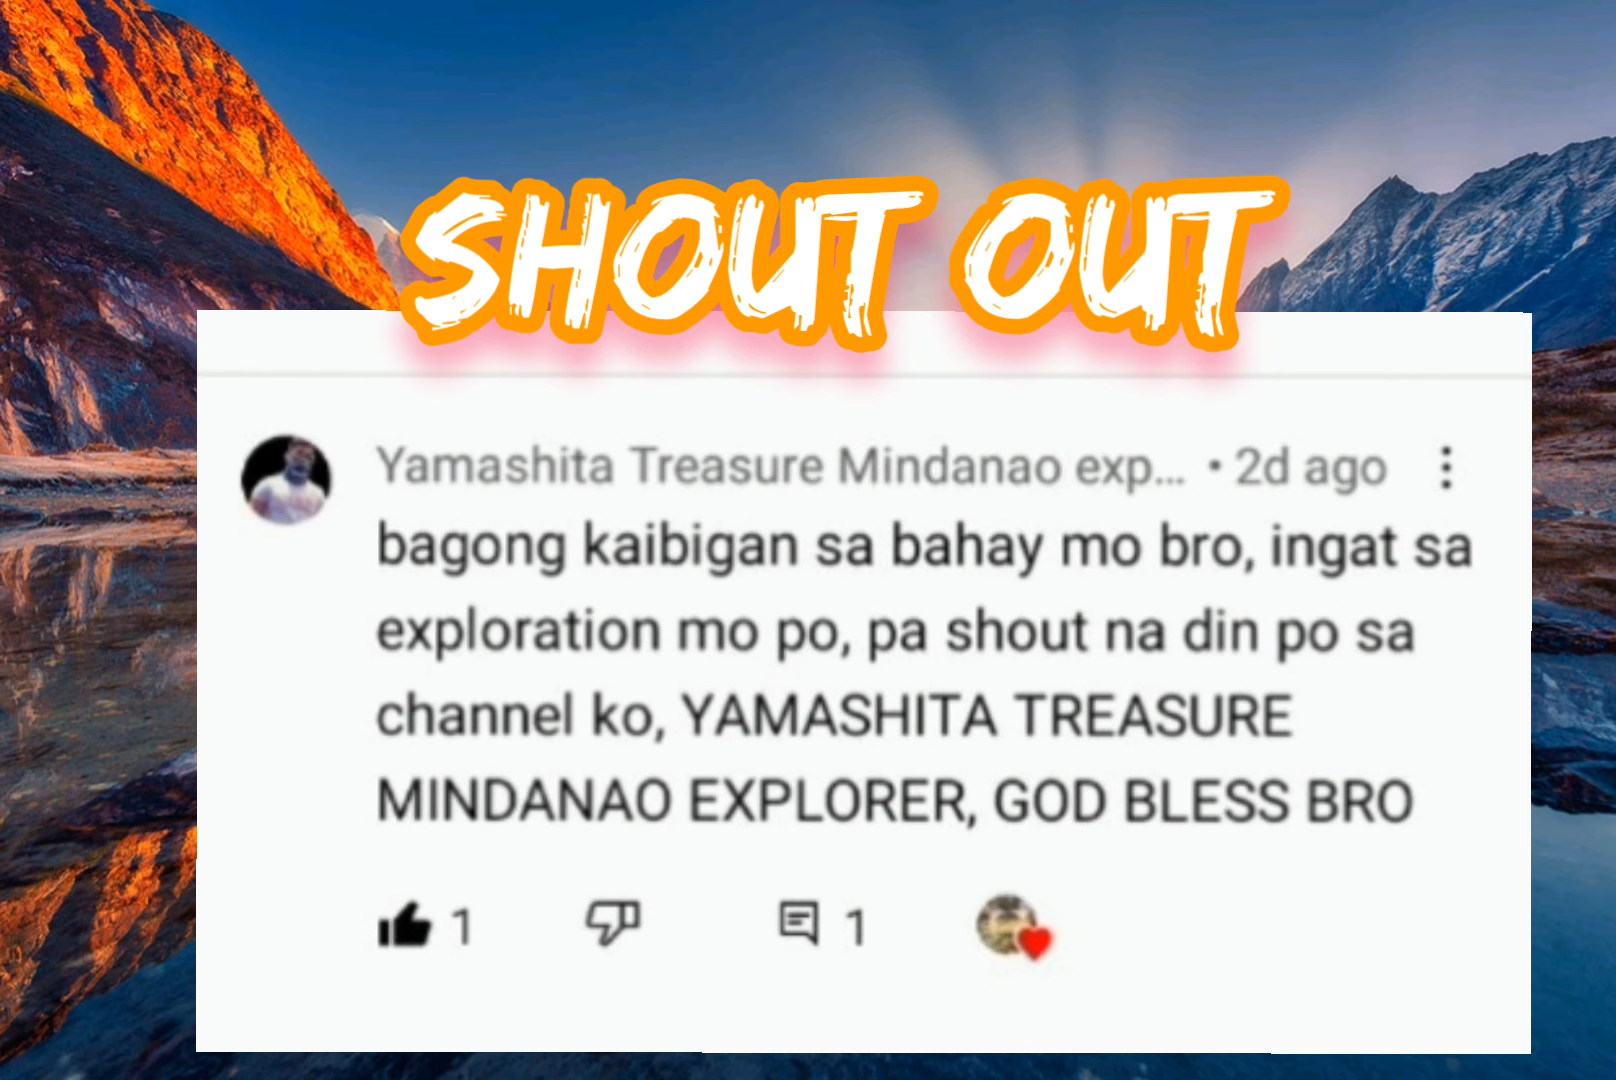 SHOUT OUT
Yamashita Treasure Mindanao exp... • 2d ago
bagong kaibigan sa bahay mo bro, ingat sa
exploration mo po, pa shout na din po sa
channel ko, YAMASHITA TREASURE
MINDANAO EXPLORER, GOD BLESS BRO
1 1